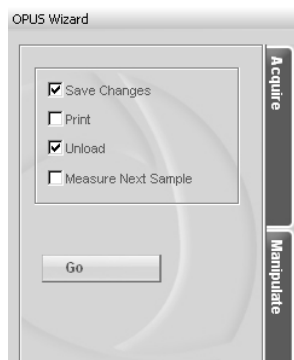 OPUS Wizard
Save Changes
Print
Unload
Measure Next Sample
Go
Acquire
Manipulate